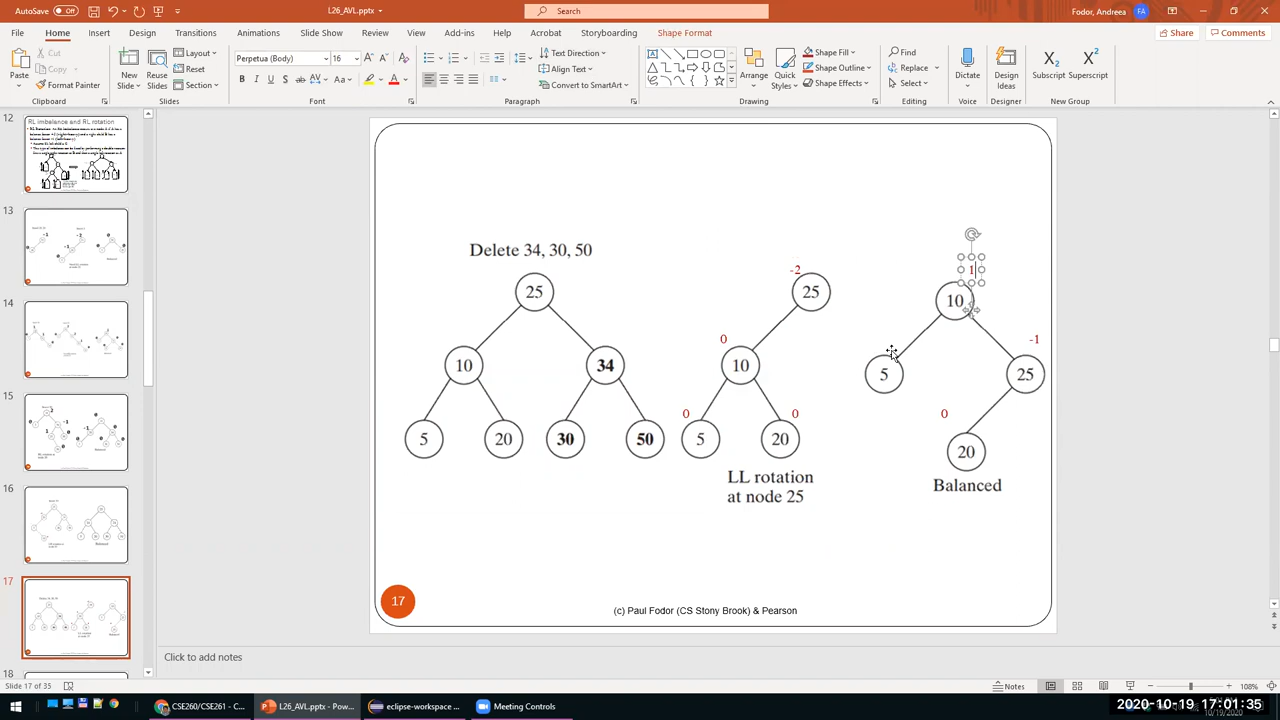 AutoSave Off L26_AVL.pptx Search Fodor, Andreea FA
File Home Insert Design Transitions Animations Slide Show Review View Add-ins Help Acrobat Storyboarding Shape Format Share Comments
Paste Cut Copy Format Painter
New Slide Reuse Slides Layout Reset Section
Perpetua (Body) 16
Text Direction Align Text Convert to SmartArt
Arrange Quick Styles Shape Fill Shape Outline Shape Effects
Find Replace Select
Dictate Design Ideas Subscript Superscript
Clipboard Slides Font Paragraph Drawing Editing Voice Designer New Group
12
RL imbalance and RL rotation
13
14
15
16
17
18
Delete 34, 30, 50
25
10 34
5 20 30 50
-2
25
0
10
0 0
5 20
LL rotation
at node 25
1
10
-1
5 25
0
20
Balanced
17
(c) Paul Fodor (CS Stony Brook) & Pearson
Click to add notes
Slide 17 of 35 Notes 108%
CSE260/CSE261 - C... L26_AVL.pptx - Pow... eclipse-workspace ... Meeting Controls
2020-10-19 17:01:35
10/19/2020